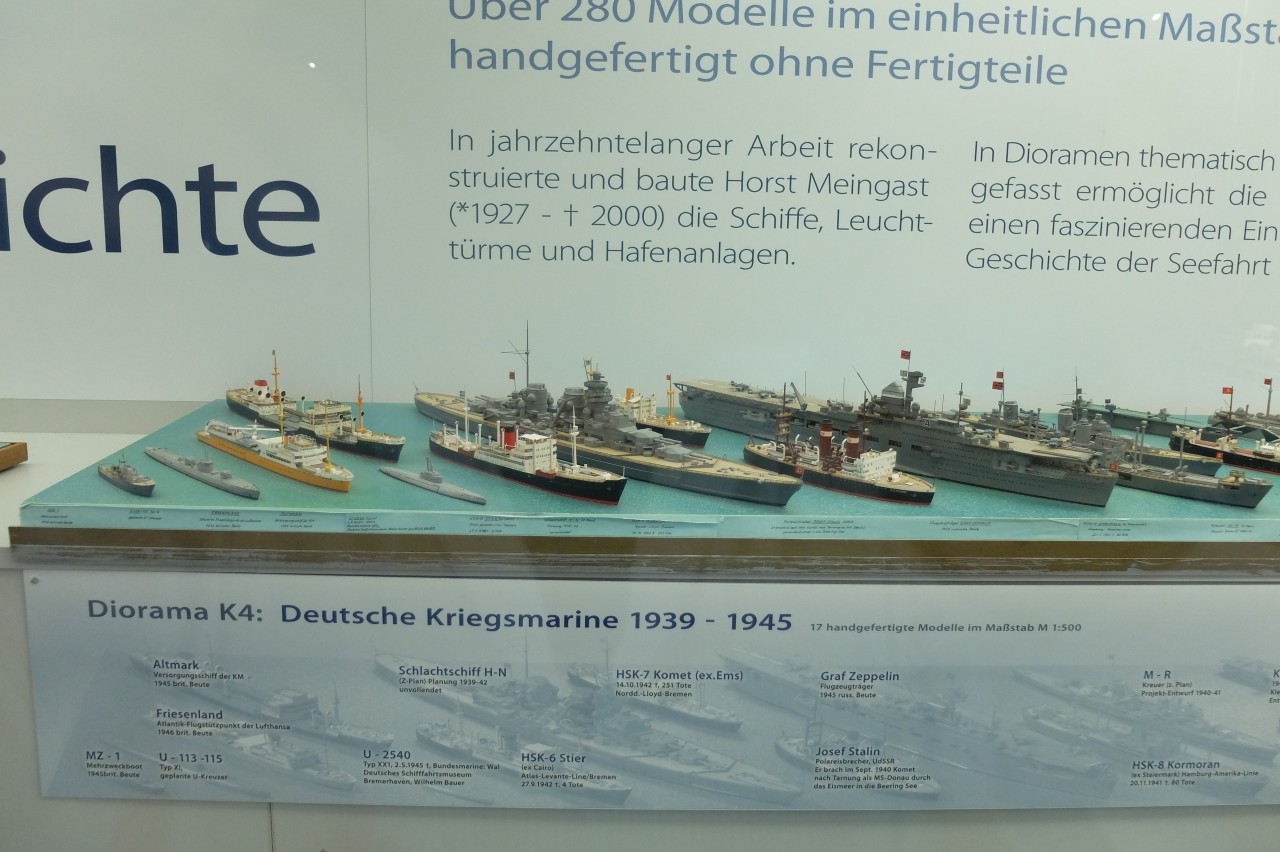 Über 280 Modelle im einheitlichen
handgefertigt ohne Fertigteile
ichte
In jahrzehntelanger Arbeit rekon-
struierte und baute Horst Meingast
(*1927 - † 2000) die Schiffe, Leucht-
türme und Hafenanlagen.
In Dioramen thematisch
gefasst ermöglicht die
einen faszinierenden Ein
Geschichte der Seefahrt
Diorama K4: Deutsche Kriegsmarine 1939 - 1945 17 handgefertigte Modelle im Maßstab M 1:500
Altmark
Versorgungsschiff der KM
1945 brit. Beute
Friesenland
Atlantik-Flugstützpunkt der Lufthansa
1946 brit. Beute
MZ - 1
Mehrzweckboot
1945brit. Beute
U - 113 -115
Typ XI,
geplante U-Kreuzer
Schlachtschiff H-N
(Z-Plan) Planung 1939-42
unvollendet
U - 2540
Typ XX1, 2.5.1945 †, Bundesmarine: Wal
Deutsches Schifffahrtsmuseum
Bremerhaven, Wilhelm Bauer
HSK-6 Stier
(ex Cairo)
Atlas-Levante-Line/Bremen
27.9.1942 †, 4 Tote
HSK-7 Komet (ex.Ems)
14.10.1942 †, 251 Tote
Nordd.-Lloyd-Bremen
Graf Zeppelin
Flugzeugträger
1945 russ. Beute
Josef Stalin
Polareisbrecher, UdSSR
Er brach im Sept. 1940 Komet
nach Tarnung als MS-Donau durch
das Eismeer in die Beering See
M - R
Kreuer (z. Plan)
Projekt-Entwurf 1940-41
HSK-8 Kormoran
(ex Steiermark) Hamburg-Amerika-Linie
20.11.1941 †, 80 Tote